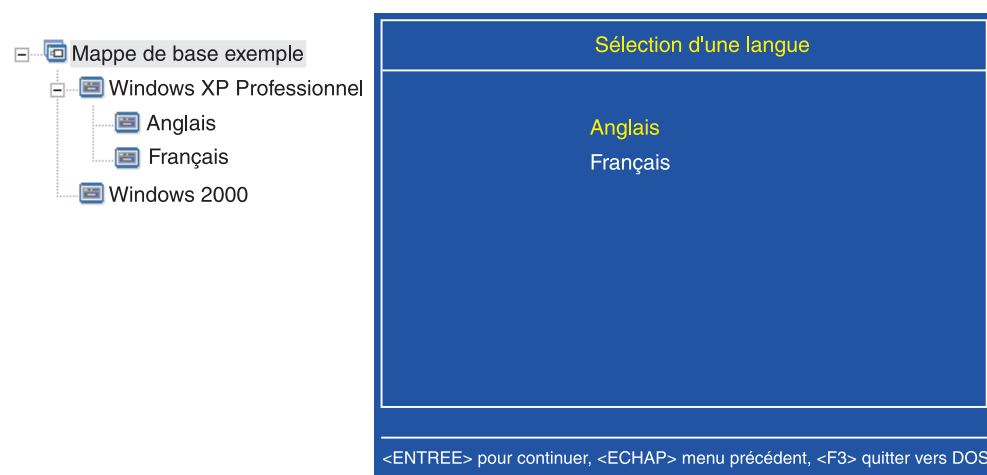 Mappe de base exemple
Windows XP Professionnel
Anglais
Français
Windows 2000
Sélection d'une langue
Anglais
Français
<ENTREE> pour continuer, <ECHAP> menu précédent, <F3> quitter vers DOS